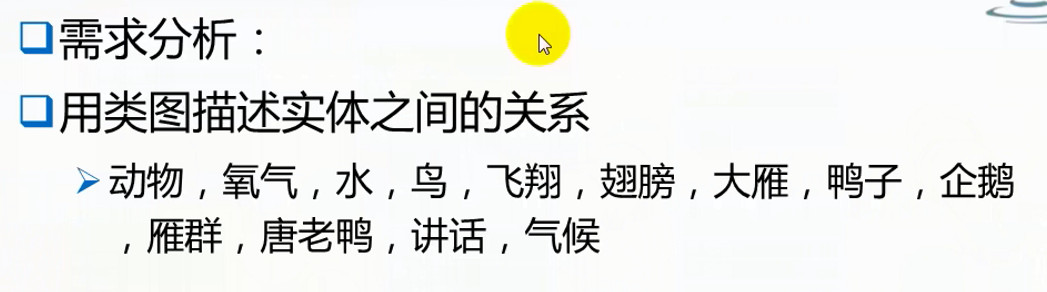 需求分析：
用类图描述实体之间的关系
动物，氧气，水，鸟，飞翔，翅膀，大雁，鸭子，企鹅
，雁群，唐老鸭，讲话，气候